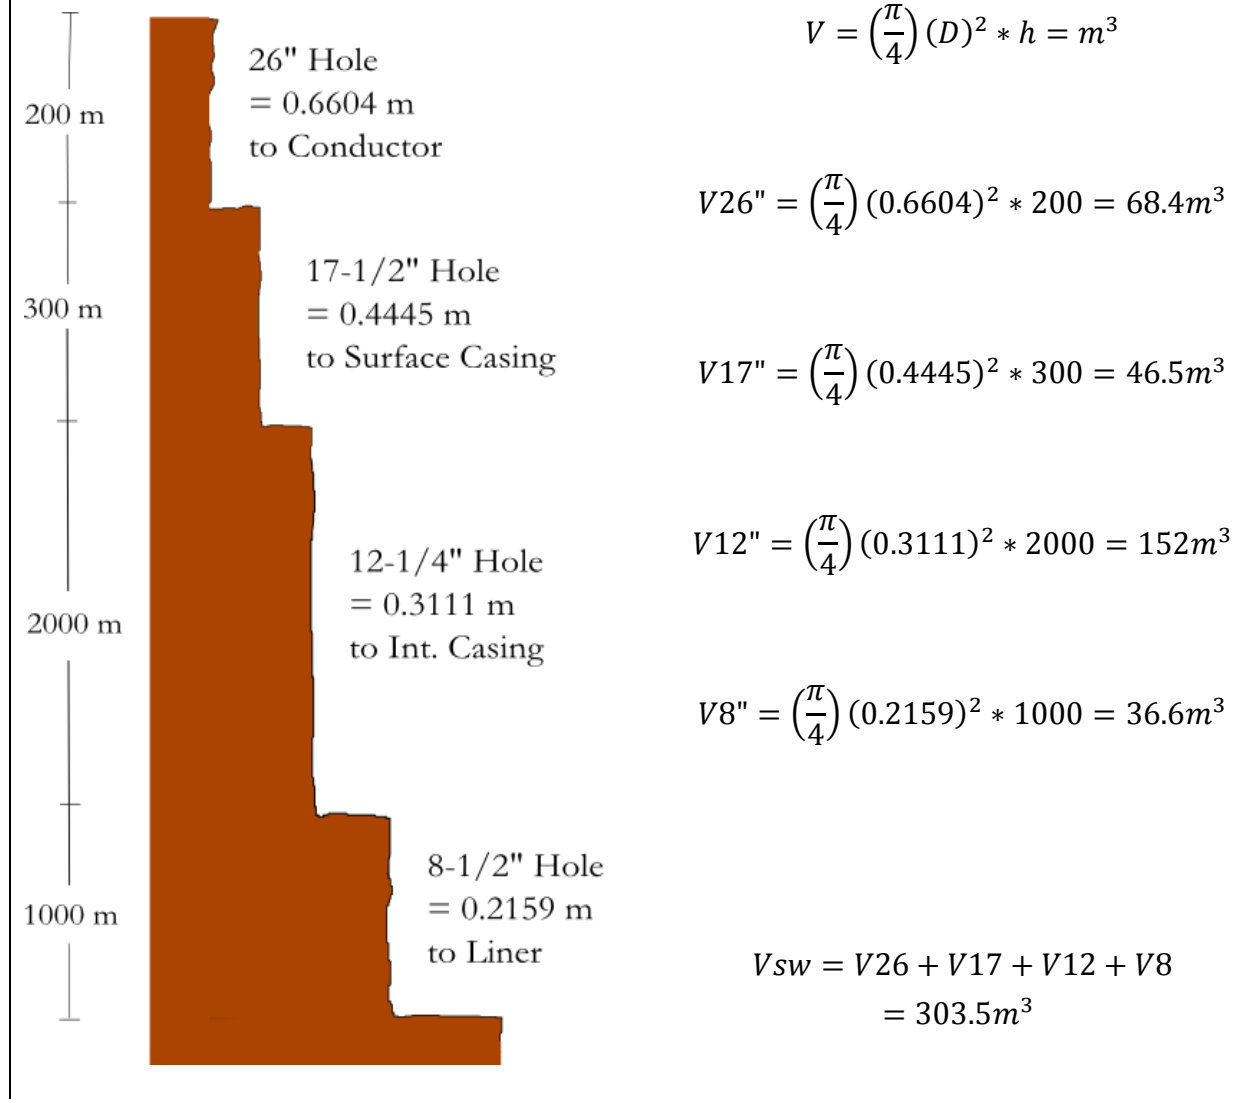 V = (π/4) (D)² ∗ h = m³
26" Hole
= 0.6604 m
to Conductor
200 m
V26" = (π/4) (0.6604)² ∗ 200 = 68.4m³
17-1/2" Hole
= 0.4445 m
to Surface Casing
300 m
V17" = (π/4) (0.4445)² ∗ 300 = 46.5m³
12-1/4" Hole
= 0.3111 m
to Int. Casing
2000 m
V12" = (π/4) (0.3111)² ∗ 2000 = 152m³
V8" = (π/4) (0.2159)² ∗ 1000 = 36.6m³
8-1/2" Hole
= 0.2159 m
to Liner
1000 m
Vsw = V26 + V17 + V12 + V8
= 303.5m³